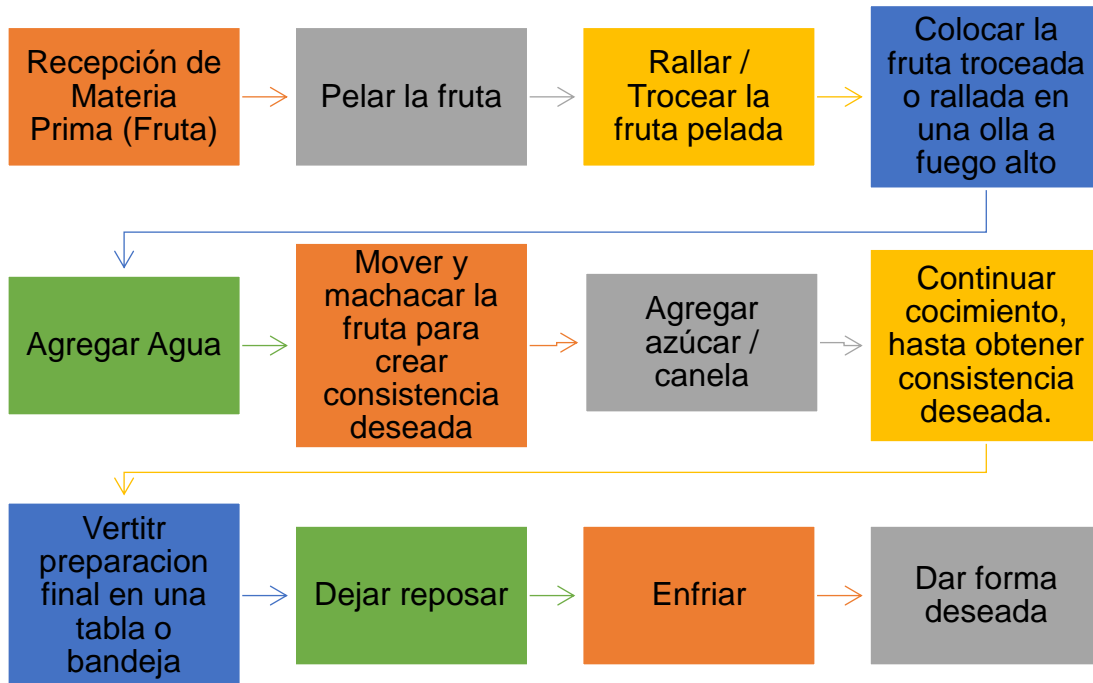 Recepción de
Materia
Prima (Fruta)
Pelar la fruta
Rallar /
Trocear la
fruta pelada
Colocar la
fruta troceada
o rallada en
una olla a
fuego alto
Agregar Agua
Mover y
machacar la
fruta para
crear
consistencia
deseada
Agregar
azúcar /
canela
Continuar
cocimiento,
hasta obtener
consistencia
deseada.
Vertitr
preparacion
final en una
tabla o
bandeja
Dejar reposar
Enfriar
Dar forma
deseada